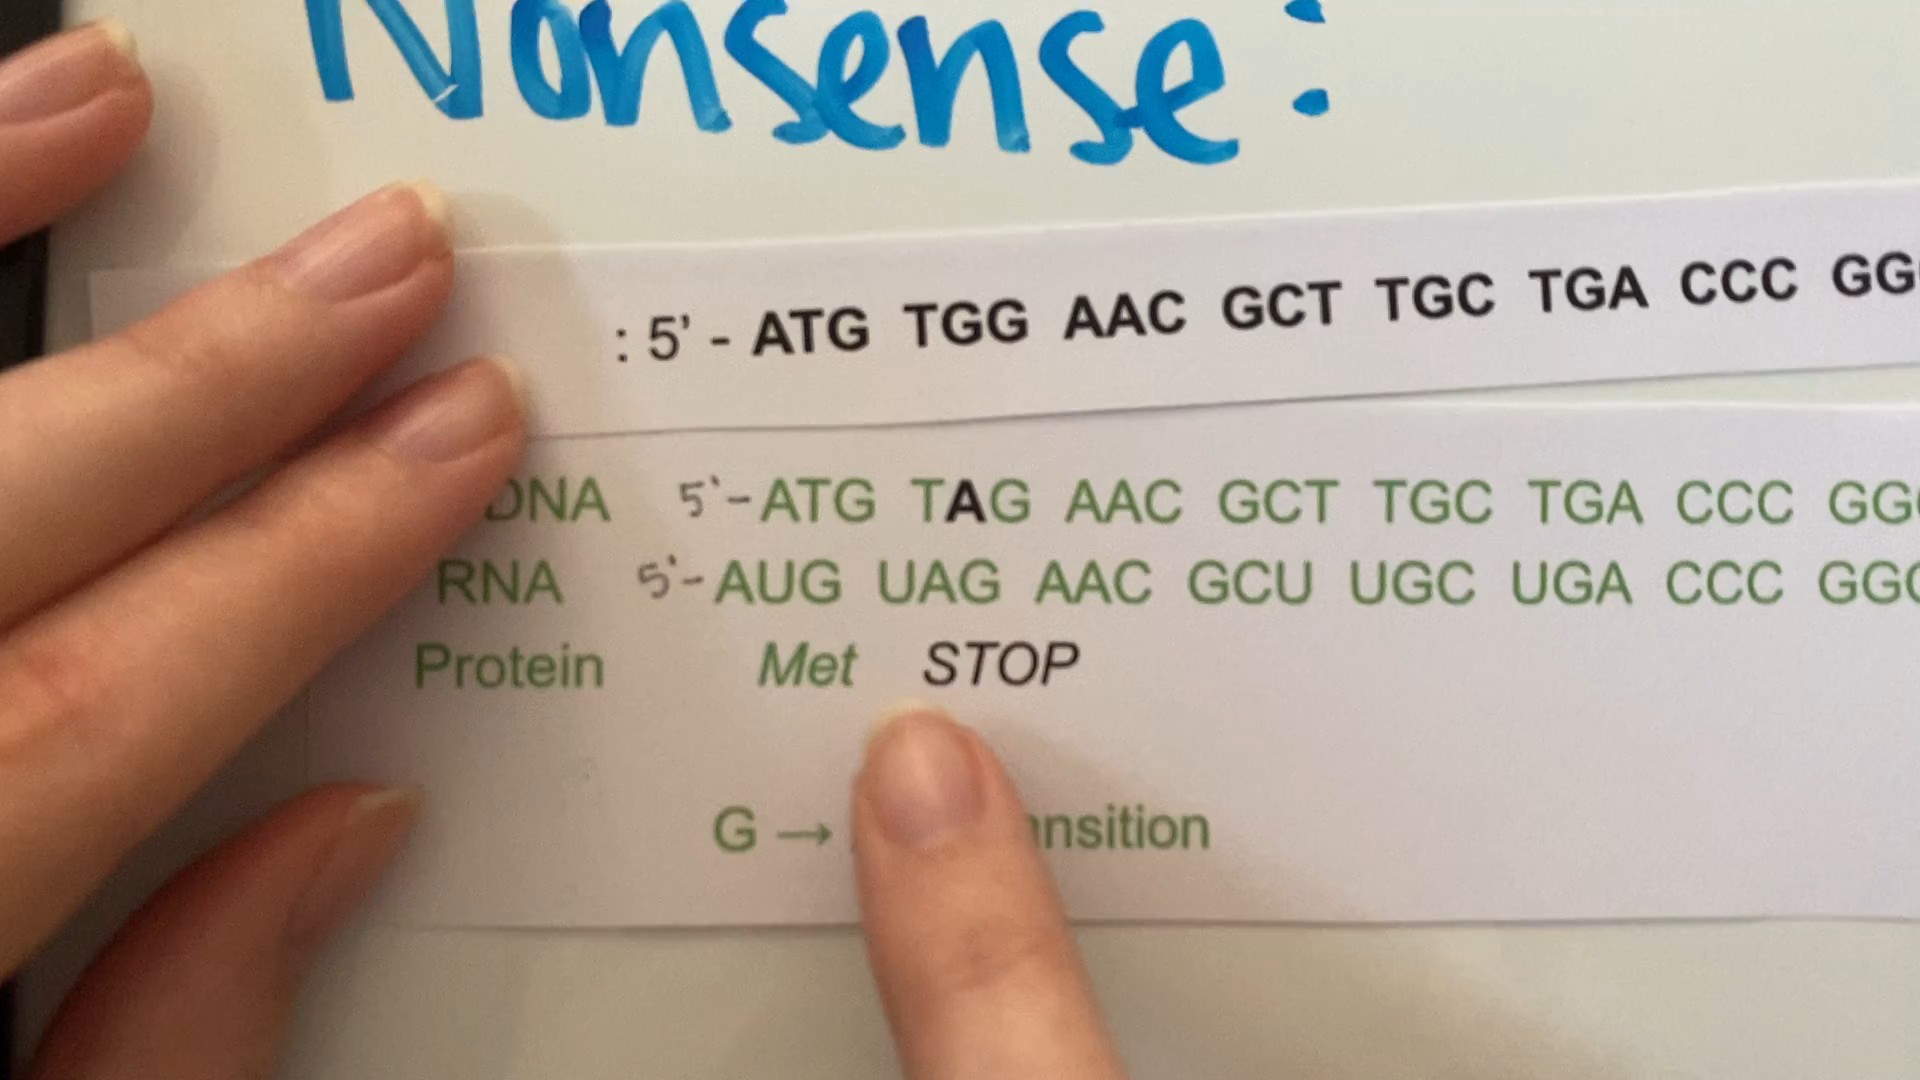 Nonsense:
: 5' - ATG TGG AAC GCT TGC TGA CCC
DNA 5'-ATG TAG AAC GCT TGC TGA CCC
RNA 5'-AUG UAG AAC GCU UGC UGA CCC GGC
Protein Met STOP
G →